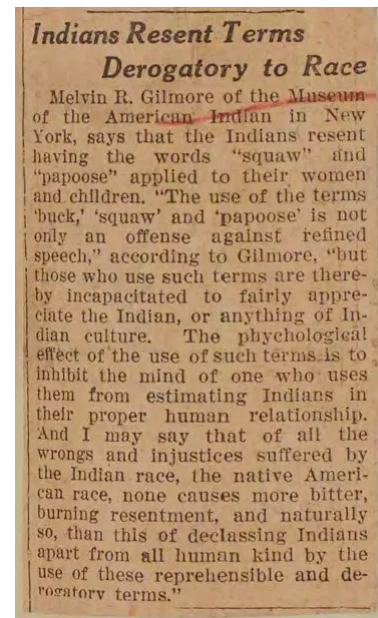 Indians Resent Terms
Derogatory to Race
Melvin R. Gilmore of the Museum
of the American Indian in New
York, says that the Indians resent
having the words "squaw" and
"papoose" applied to their women
and children. "The use of the terms
'buck,' 'squaw' and 'papoose' is not
only an offense against refined
speech," according to Gilmore, "but
those who use such terms are there-
by incapacitated to fairly appre-
ciate the Indian, or anything of In-
dian culture. The phychological
effect of the use of such terms is to
inhibit the mind of one who uses
them from estimating Indians in
their proper human relationship.
And I may say that of all the
wrongs and injustices suffered by
the Indian race, the native Ameri-
can race, none causes more bitter,
burning resentment, and naturally
so, than this of declassing Indians
apart from all human kind by the
use of these reprehensible and de-
rogatory terms."